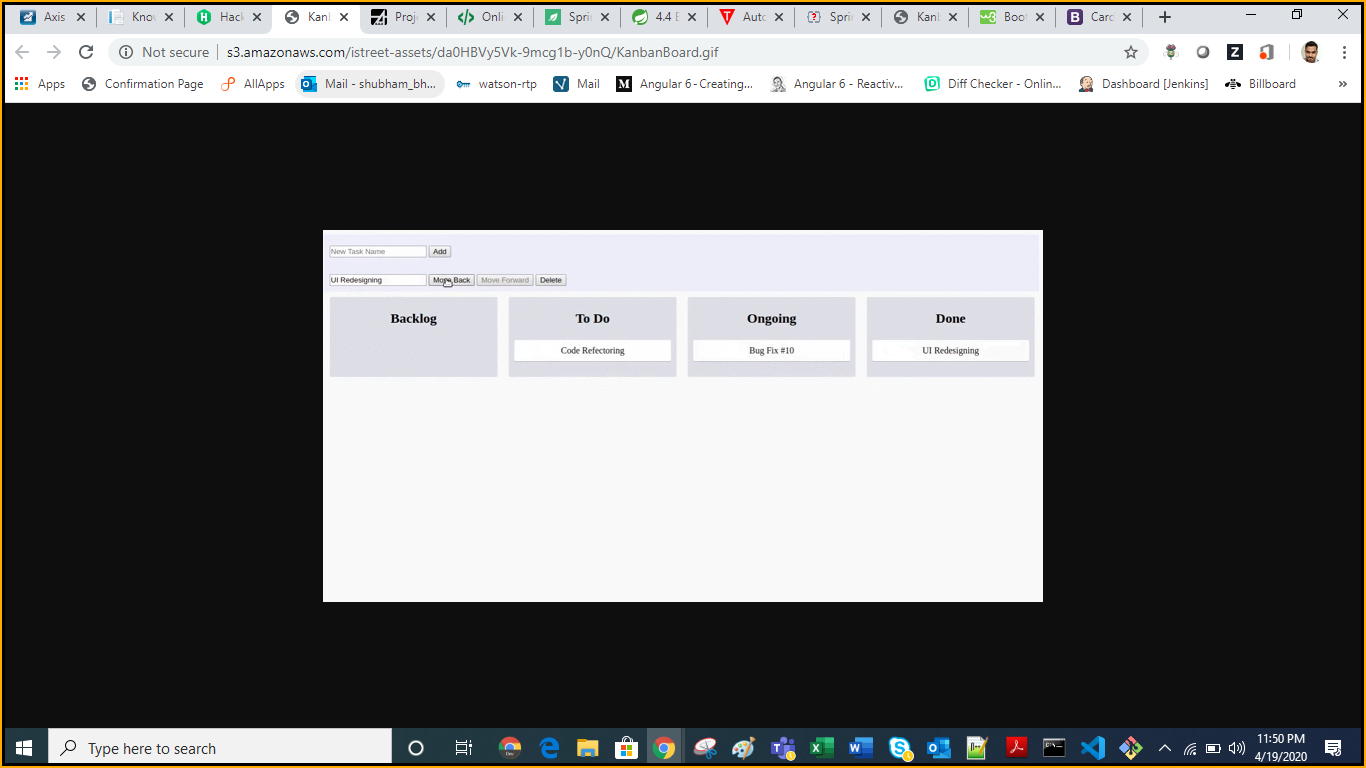 Axis
Kno
Hac
Kan
Proj
Onli
Spri
4.4 E
Auto
Sprin
Kanb
Boot
Card
Not secure
s3.amazonaws.com/istreet-assets/da0HBVy5Vk-9mcg1b-y0nQ/KanbanBoard.gif
Apps
Confirmation Page
AllApps
Mail - shubham_bh...
watson-rtp
Mail
Angular 6 - Creating...
Angular 6 - Reactiv...
Diff Checker - Onlin...
Dashboard [Jenkins]
Billboard
New Task Name
Add
UI Redesigning
Move Back
Move Forward
Delete
Backlog
To Do
Ongoing
Done
Code Refectoring
Bug Fix #10
UI Redesigning
Type here to search
11:50 PM
4/19/2020